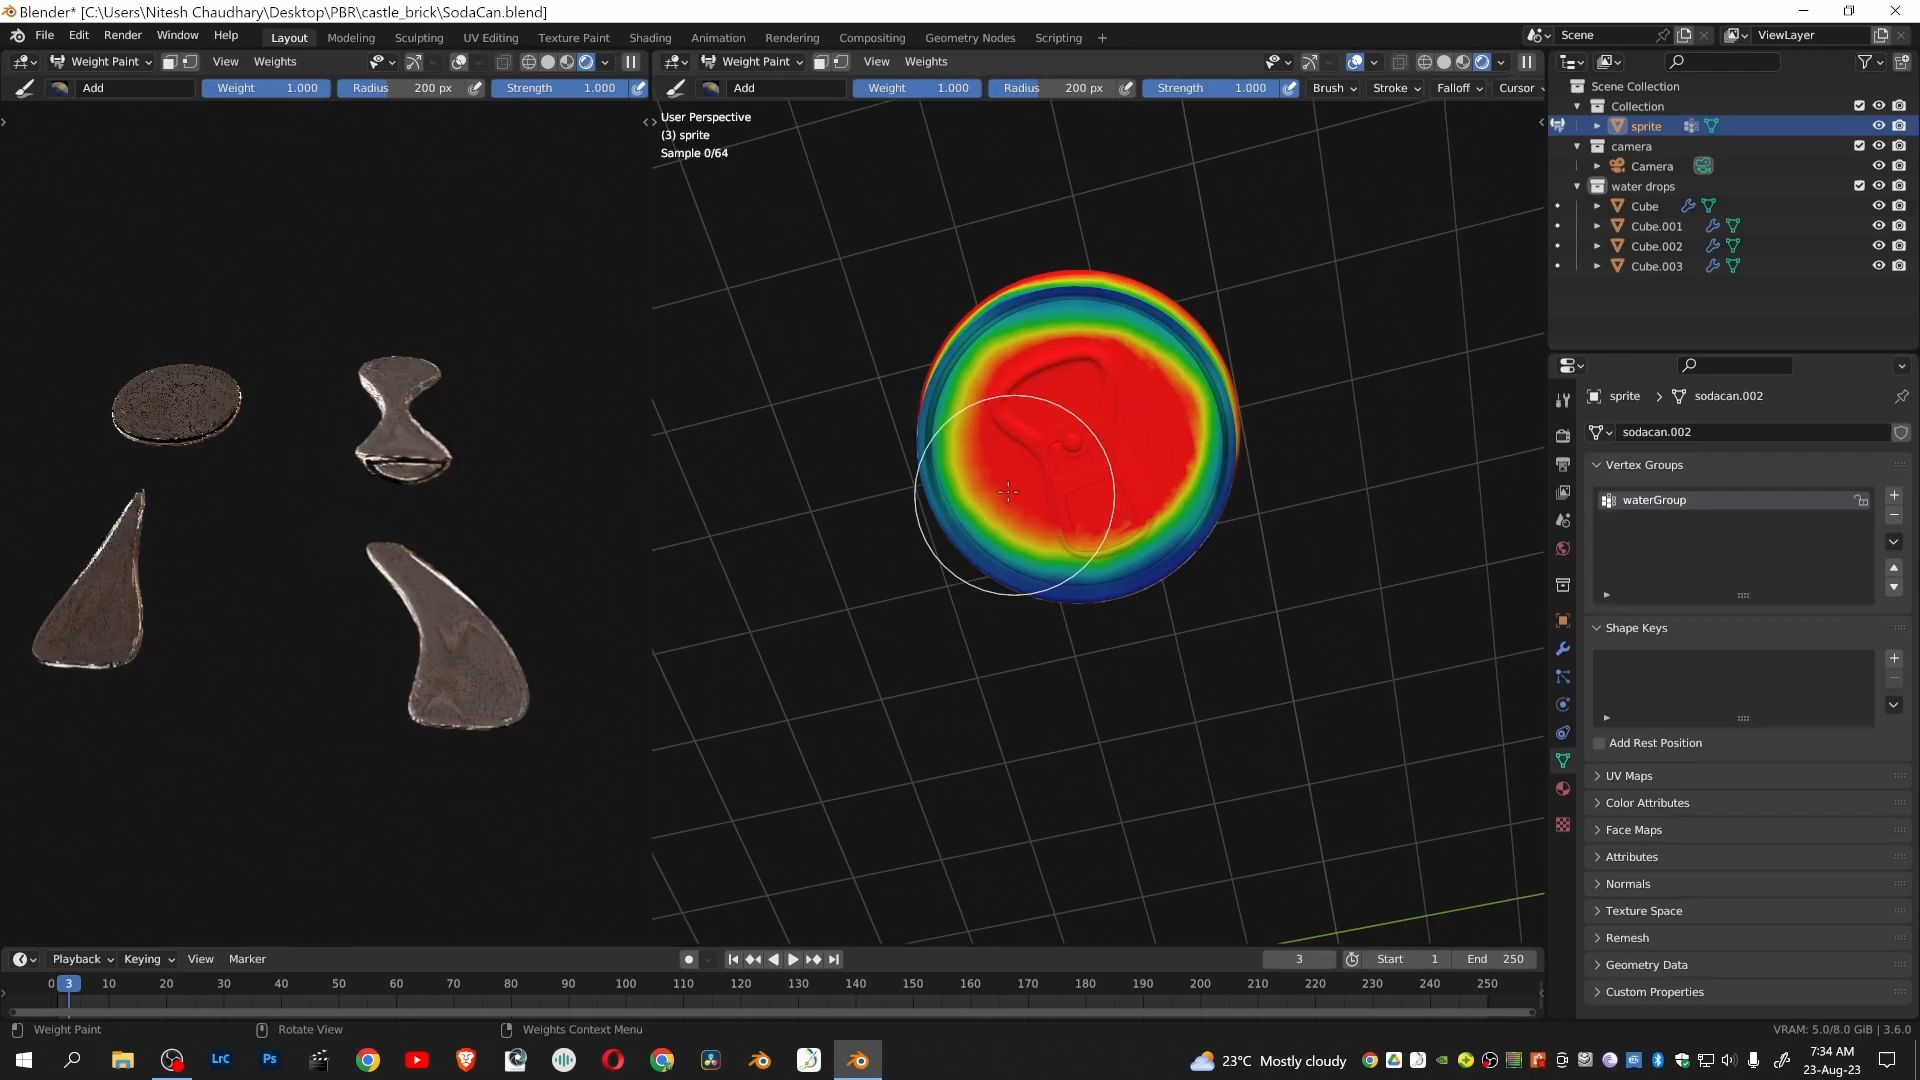 Blender* [C:\Users\Nitesh Chaudhary\Desktop\PBR\castle_brick\SodaCan.blend]
File Edit Render Window Help
Layout Modeling Sculpting UV Editing Texture Paint Shading Animation Rendering Compositing Geometry Nodes Scripting +
Scene
ViewLayer
Weight Paint View Weights
Weight Paint View Weights
Add Weight 1.000 Radius 200 px Strength 1.000
Add Weight 1.000 Radius 200 px Strength 1.000 Brush Stroke Falloff Cursor
User Perspective
(3) sprite
Sample 0/64
Scene Collection
Collection
sprite
camera
Camera
water drops
Cube
Cube.001
Cube.002
Cube.003
sprite > sodacan.002
sodacan.002
Vertex Groups
waterGroup
Shape Keys
Add Rest Position
UV Maps
Color Attributes
Face Maps
Attributes
Normals
Texture Space
Remesh
Geometry Data
Custom Properties
Playback Keying View Marker
3 Start 1 End 250
0 3 10 20 30 40 50 60 70 80 90 100 110 120 130 140 150 160 170 180 190 200 210 220 230 240 250
Weight Paint Rotate View Weights Context Menu
VRAM: 5.0/8.0 GiB | 3.6.0
LrC Ps
23°C Mostly cloudy
7:34 AM
23-Aug-23